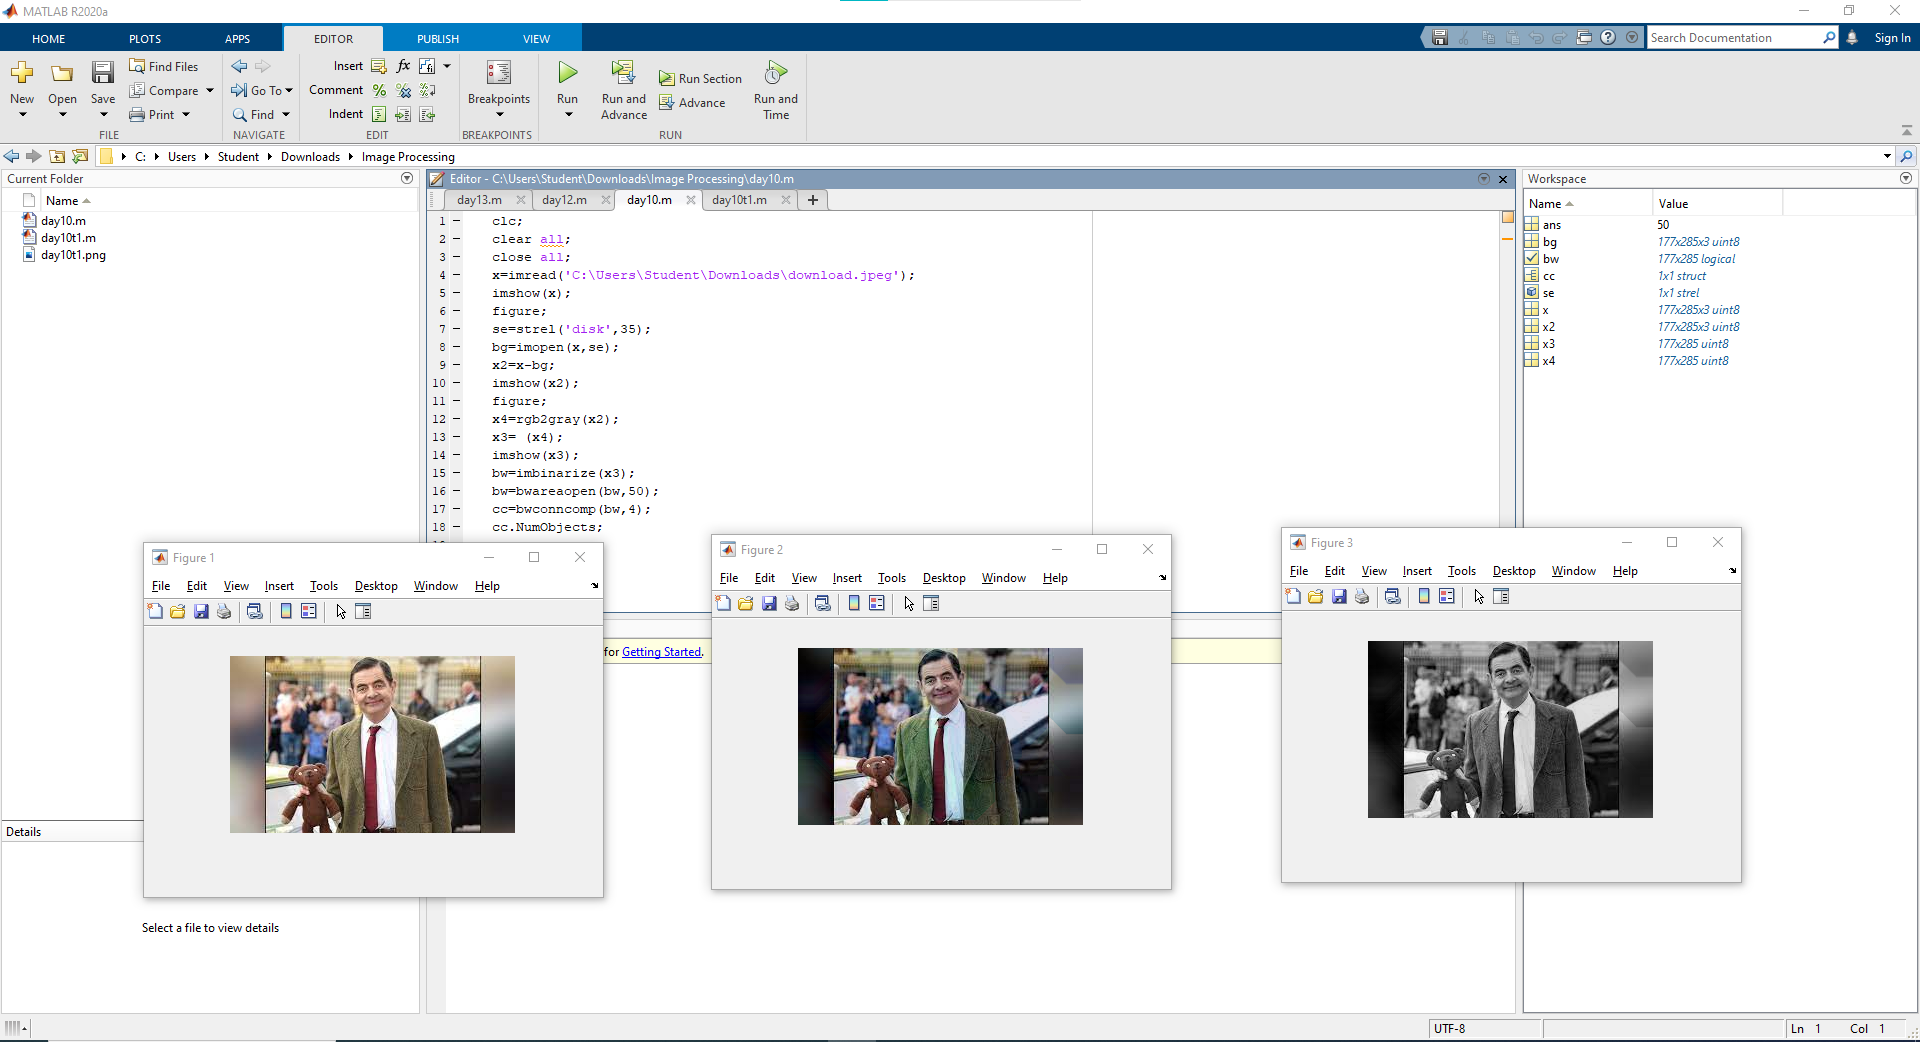 MATLAB R2020a
HOME PLOTS APPS EDITOR PUBLISH VIEW
Search Documentation
Sign In
New Open Save
Find Files
Compare
Print
FILE
Go To
Find
NAVIGATE
Insert fx
Comment
Indent
EDIT
Breakpoints
BREAKPOINTS
Run
Run and Advance
Run Section
Advance
Run and Time
RUN
C: Users Student Downloads Image Processing
Current Folder
Name
day10.m
day10t1.m
day10t1.png
Details
Select a file to view details
Editor - C:\Users\Student\Downloads\Image Processing\day10.m
day13.m day12.m day10.m day10t1.m
1 clc;
2 clear all;
3 close all;
4 x=imread('C:\Users\Student\Downloads\download.jpeg');
5 imshow(x);
6 figure;
7 se=strel('disk',35);
8 bg=imopen(x,se);
9 x2=x-bg;
10 imshow(x2);
11 figure;
12 x4=rgb2gray(x2);
13 x3= (x4);
14 imshow(x3);
15 bw=imbinarize(x3);
16 bw=bwareaopen(bw,50);
17 cc=bwconncomp(bw,4);
18 cc.NumObjects;
for Getting Started.
Workspace
Name Value
ans 50
bg 177x285x3 uint8
bw 177x285 logical
cc 1x1 struct
se 1x1 strel
x 177x285x3 uint8
x2 177x285x3 uint8
x3 177x285 uint8
x4 177x285 uint8
Figure 1
File Edit View Insert Tools Desktop Window Help
Figure 2
File Edit View Insert Tools Desktop Window Help
Figure 3
File Edit View Insert Tools Desktop Window Help
UTF-8
Ln 1 Col 1